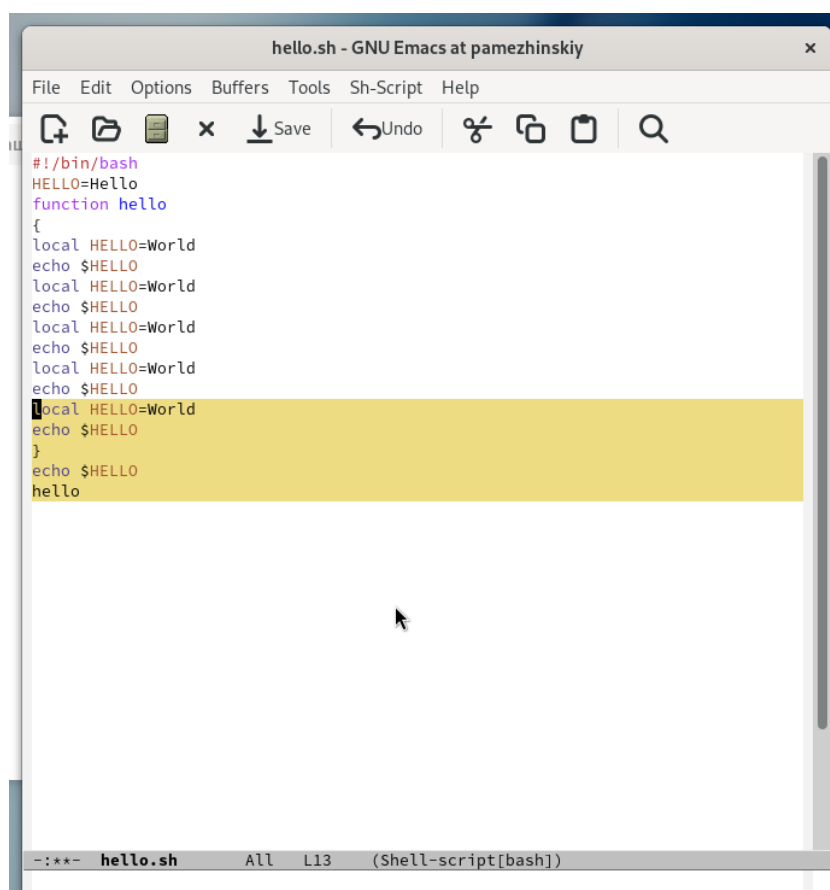 hello.sh - GNU Emacs at pamezhinskiy
File Edit Options Buffers Tools Sh-Script Help
Save Undo
#!/bin/bash
HELLO=Hello
function hello
{
local HELLO=World
echo $HELLO
local HELLO=World
echo $HELLO
local HELLO=World
echo $HELLO
local HELLO=World
echo $HELLO
local HELLO=World
echo $HELLO
}
echo $HELLO
hello
-:**- hello.sh All L13 (Shell-script[bash])